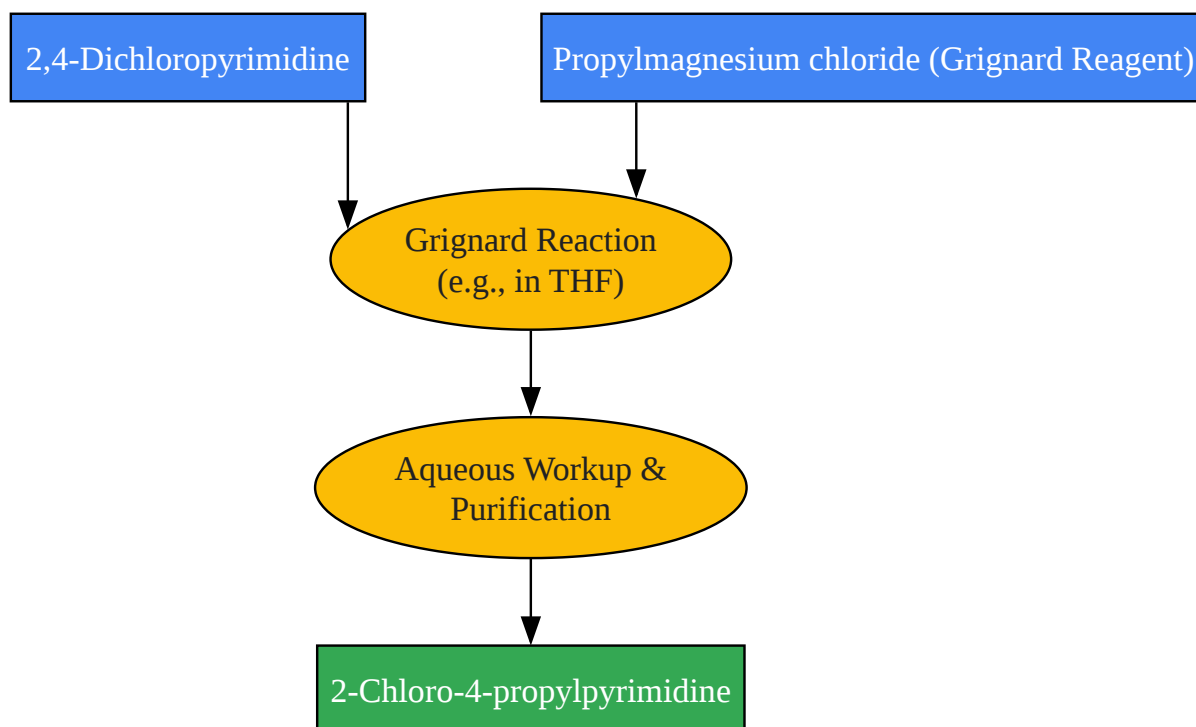 2,4-Dichloropyrimidine
Propylmagnesium chloride (Grignard Reagent)
Grignard Reaction
(e.g., in THF)
Aqueous Workup &
Purification
2-Chloro-4-propylpyrimidine